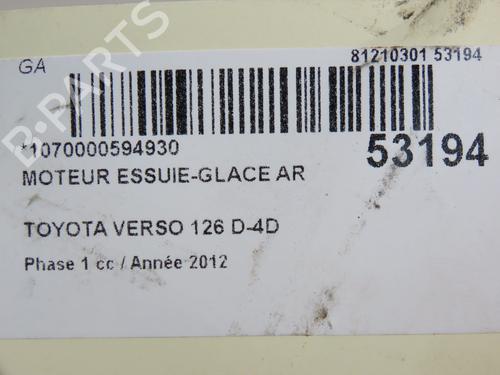 GA
81210301 53194
*1070000594930
53194
MOTEUR ESSUIE-GLACE AR
TOYOTA VERSO 126 D-4D
Phase 1 cc / Année 2012
B-PARTS